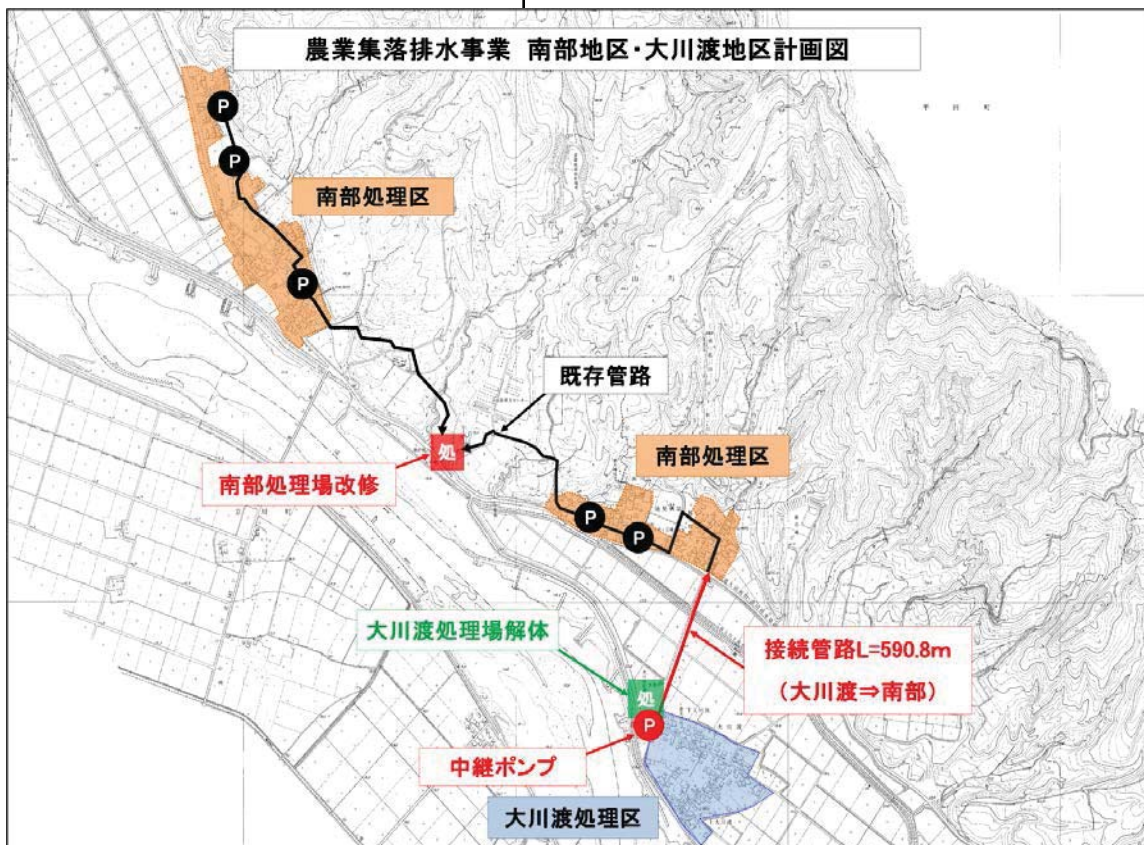 農業集落排水事業 南部地区・大川渡地区計画図
P
P
南部処理区
P
既存管路
処
南部処理区
南部処理場改修
P
P
大川渡処理場解体
接続管路L=590.8m
(大川渡⇒南部)
処
P
中継ポンプ
大川渡処理区